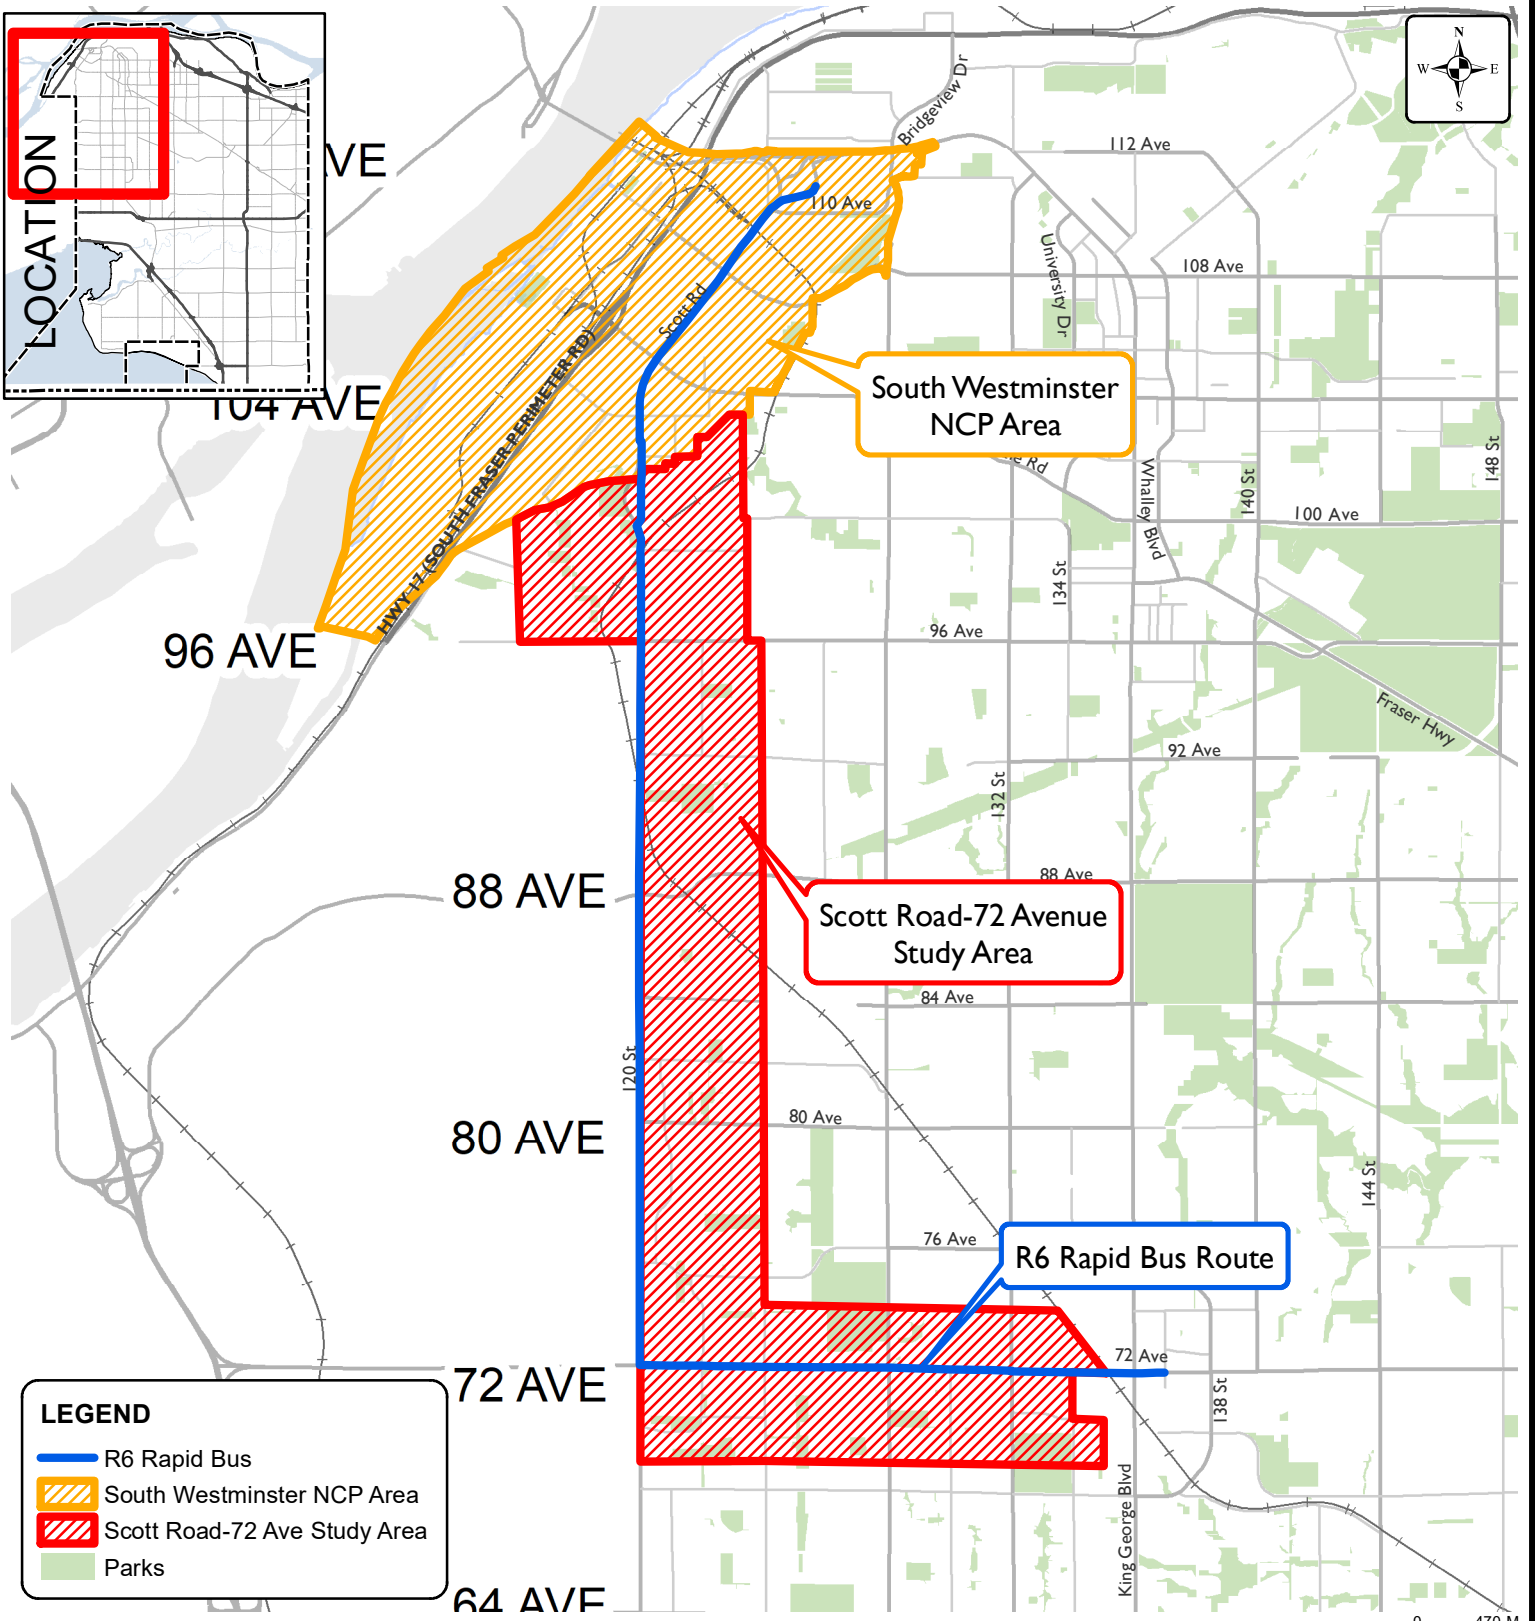 N
W E
S
LOCATION
VE
104 AVE
96 AVE
88 AVE
80 AVE
72 AVE
64 AVE
Bridgeview Dr
112 Ave
110 Ave
University Dr
108 Ave
Scott Rd
HWY 17 (SOUTH FRASER PERIMETER RD)
South Westminster
NCP Area
Rd
Whalley Blvd
140 St
148 St
100 Ave
134 St
96 Ave
Fraser Hwy
92 Ave
132 St
88 Ave
Scott Road-72 Avenue
Study Area
84 Ave
120 St
80 Ave
144 St
76 Ave
R6 Rapid Bus Route
72 Ave
138 St
King George Blvd
LEGEND
R6 Rapid Bus
South Westminster NCP Area
Scott Road-72 Ave Study Area
Parks
0 470 M